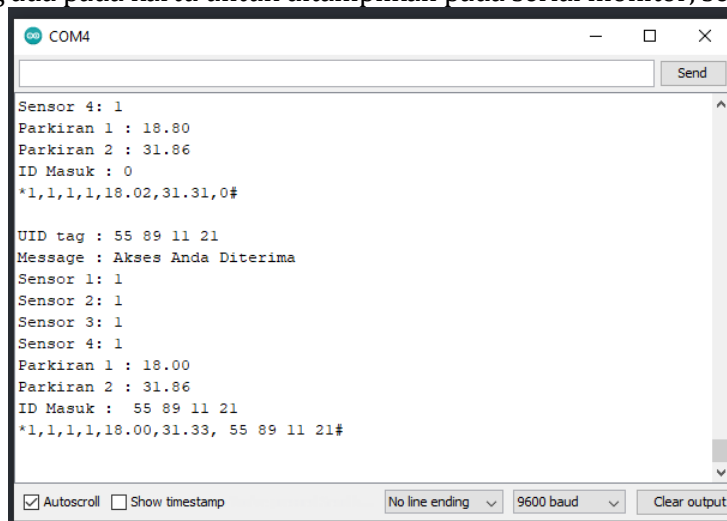 COM4
Send
Sensor 4: 1
Parkiran 1 : 18.80
Parkiran 2 : 31.86
ID Masuk : 0
*1,1,1,1,18.02,31.31,0#
UID tag : 55 89 11 21
Message : Akses Anda Diterima
Sensor 1: 1
Sensor 2: 1
Sensor 3: 1
Sensor 4: 1
Parkiran 1 : 18.00
Parkiran 2 : 31.86
ID Masuk :  55 89 11 21
*1,1,1,1,18.00,31.33, 55 89 11 21#
Autoscroll Show timestamp No line ending 9600 baud Clear output